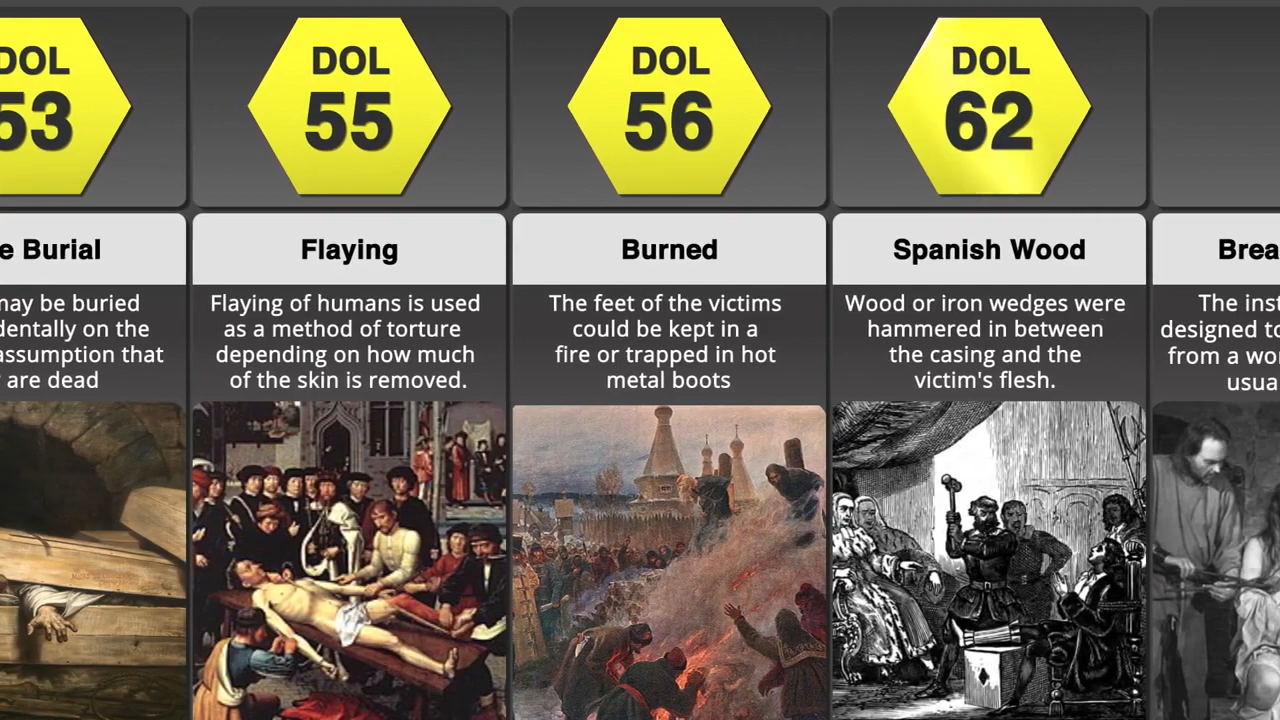 DOL
53
e Burial
may be buried
dentally on the
assumption that
are dead
DOL
55
Flaying
Flaying of humans is used
as a method of torture
depending on how much
of the skin is removed.
DOL
56
Burned
The feet of the victims
could be kept in a
fire or trapped in hot
metal boots
DOL
62
Spanish Wood
Wood or iron wedges were
hammered in between
the casing and the
victim's flesh.
Brea
The inst
designed to
from a wo
usua